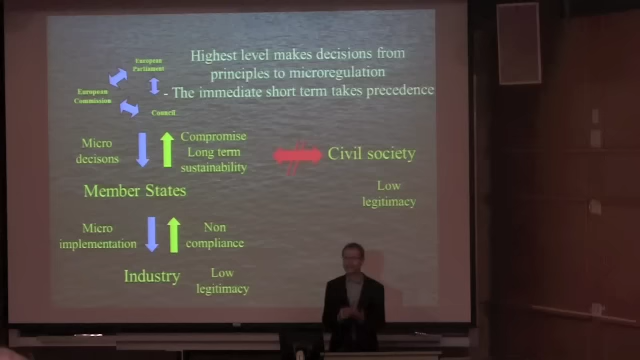 Highest level makes decisions from
principles to microregulation
- The immediate short term takes precedence
European
Parliament
European
Commission
Council
Micro
decisons
Compromise
Long term
sustainability
Civil society
Low
legitimacy
Member States
Micro
implementation
Non
compliance
Industry
Low
legitimacy